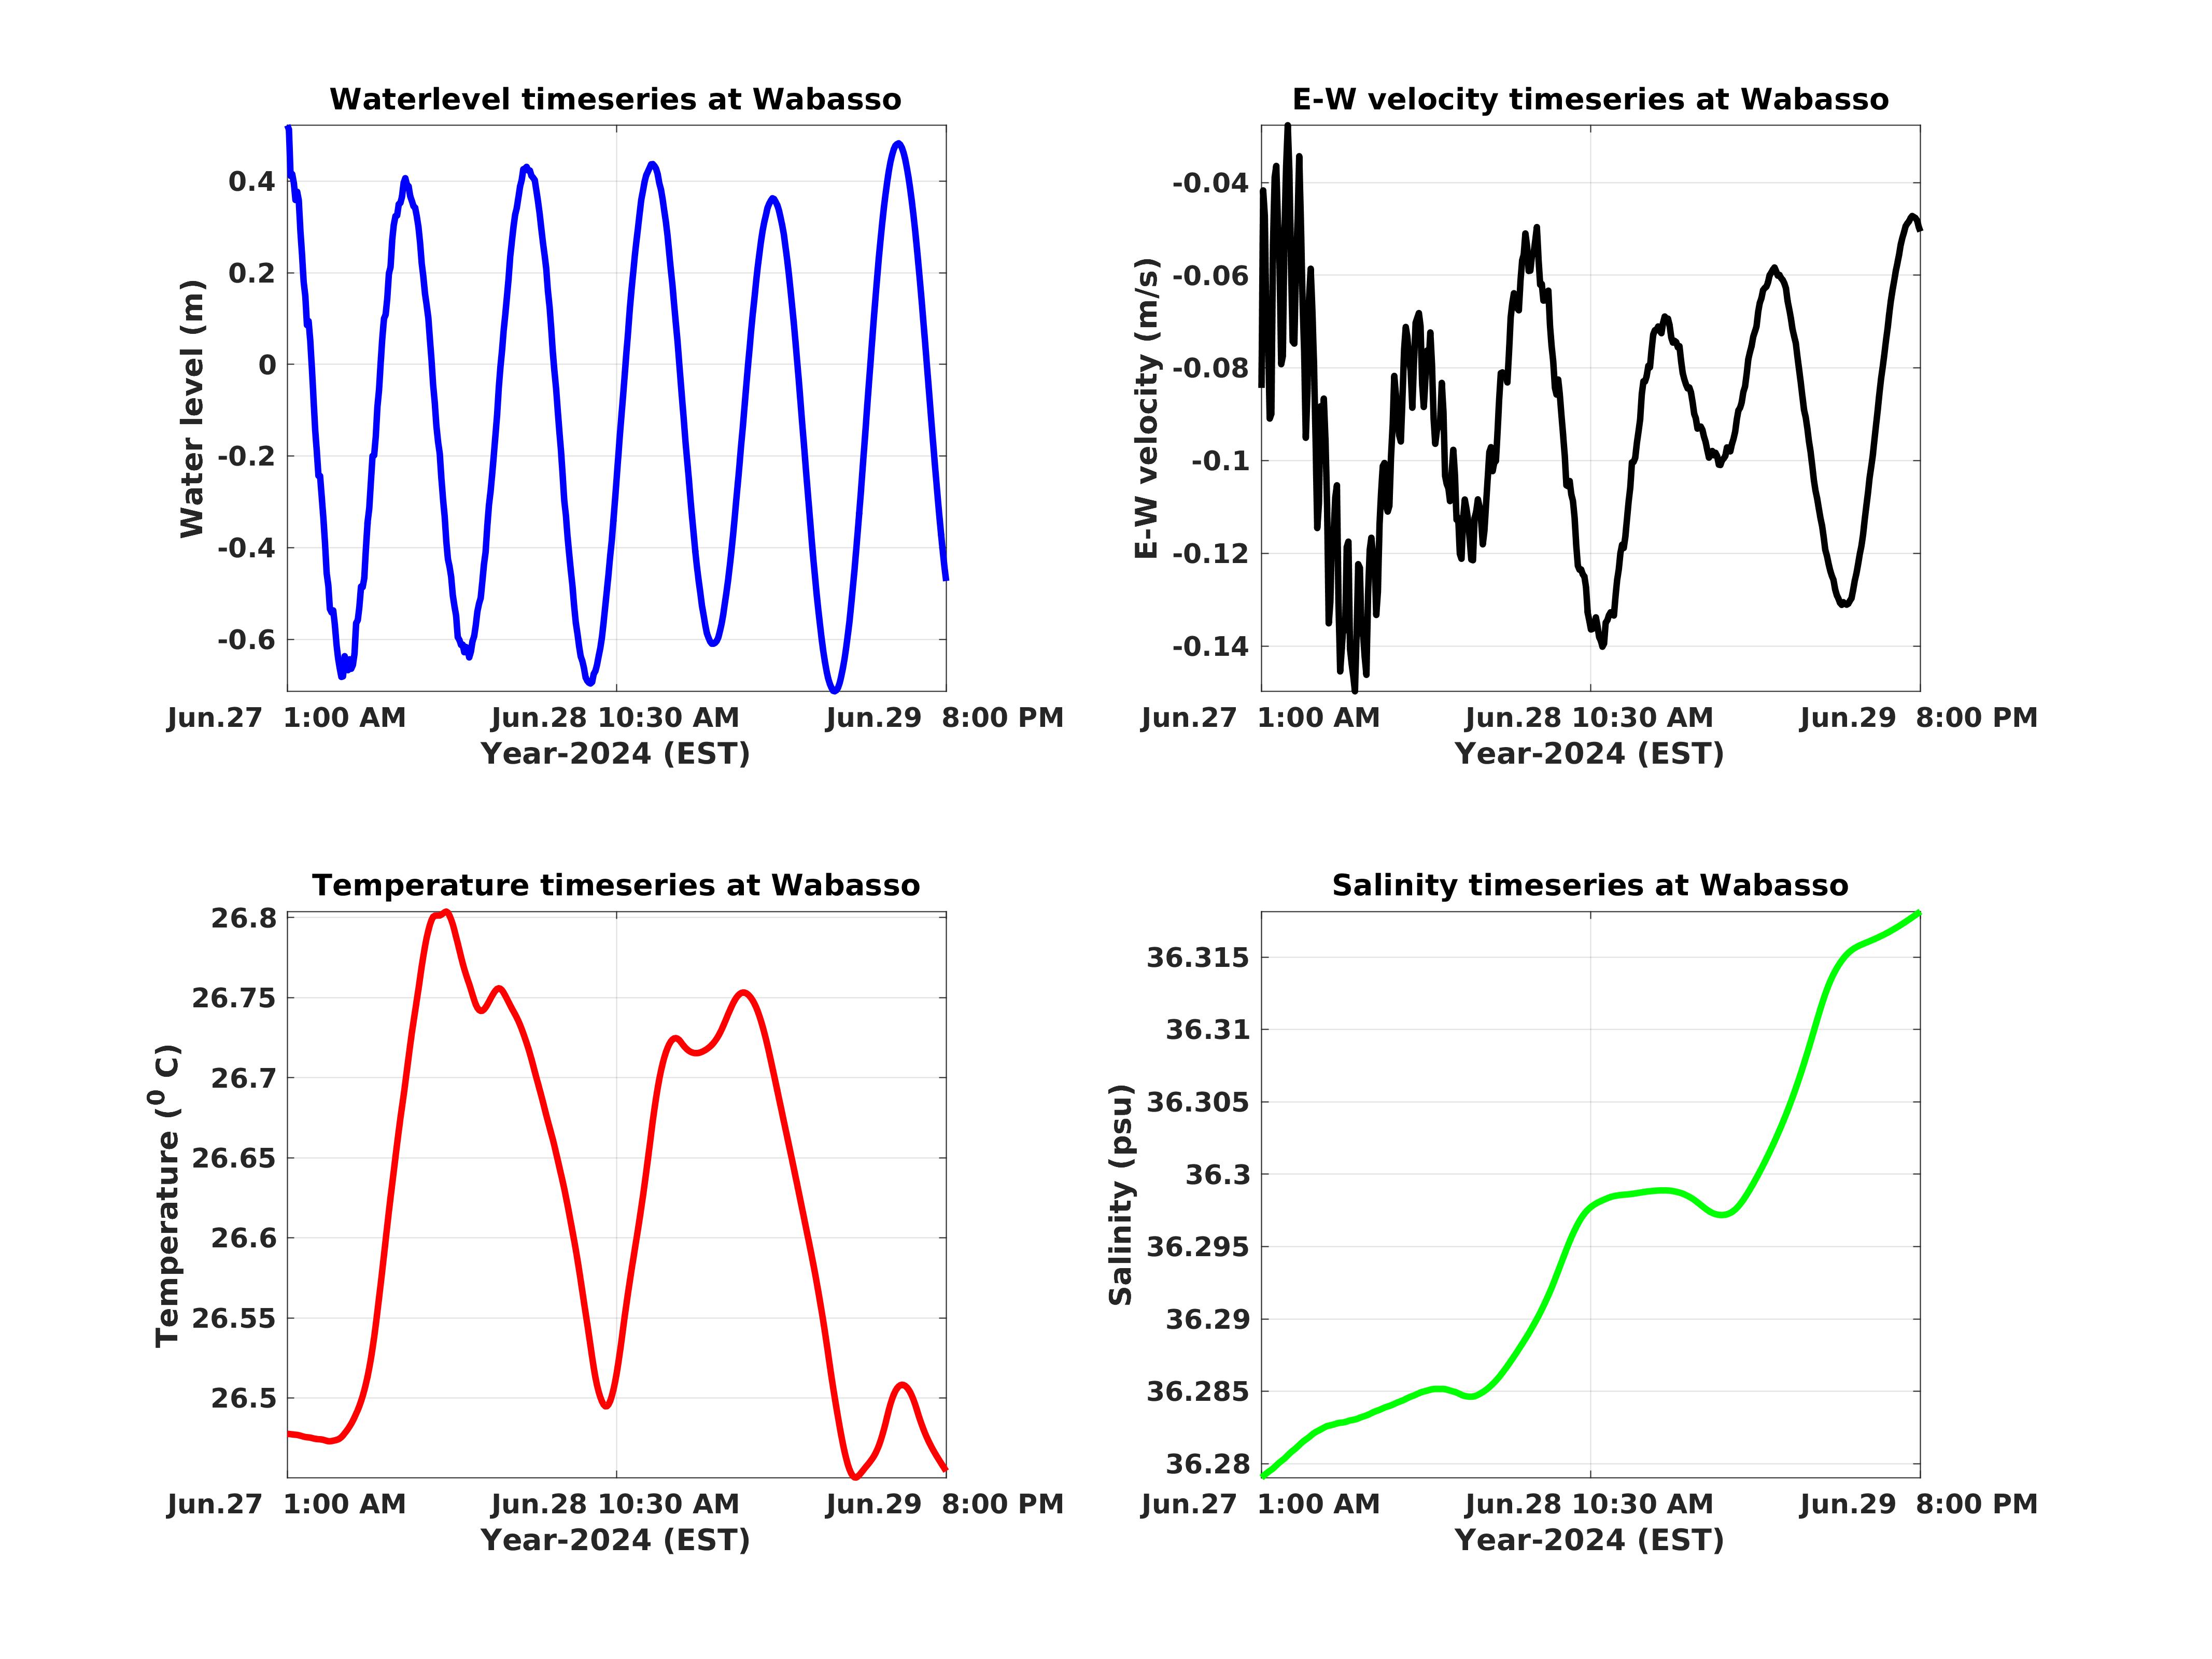 Waterlevel timeseries at Wabasso
0.4
0.2
0
-0.2
-0.4
-0.6
Water level (m)
Jun.27 1:00 AM
Jun.28 10:30 AM
Jun.29 8:00 PM
Year-2024 (EST)
E-W velocity timeseries at Wabasso
-0.04
-0.06
-0.08
-0.1
-0.12
-0.14
E-W velocity (m/s)
Jun.27 1:00 AM
Jun.28 10:30 AM
Jun.29 8:00 PM
Year-2024 (EST)
Temperature timeseries at Wabasso
26.8
26.75
26.7
26.65
26.6
26.55
26.5
Temperature (⁰ C)
Jun.27 1:00 AM
Jun.28 10:30 AM
Jun.29 8:00 PM
Year-2024 (EST)
Salinity timeseries at Wabasso
36.315
36.31
36.305
36.3
36.295
36.29
36.285
36.28
Salinity (psu)
Jun.27 1:00 AM
Jun.28 10:30 AM
Jun.29 8:00 PM
Year-2024 (EST)